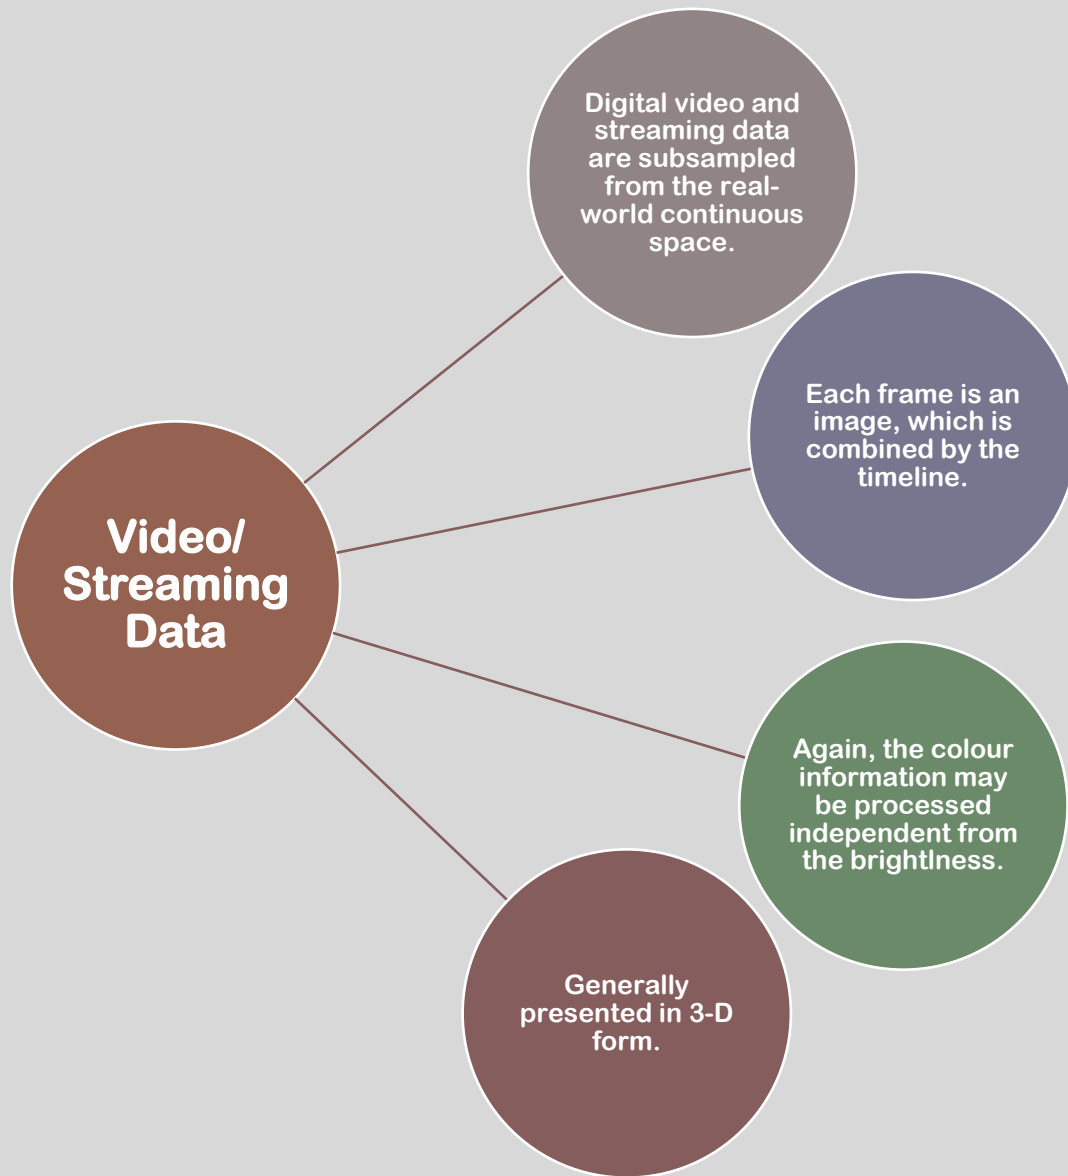 Digital video and
streaming data
are subsampled
from the real-
world continuous
space.
Each frame is an
image, which is
combined by the
timeline.
Video/
Streaming
Data
Again, the colour
information may
be processed
independent from
the brightlness.
Generally
presented in 3-D
form.